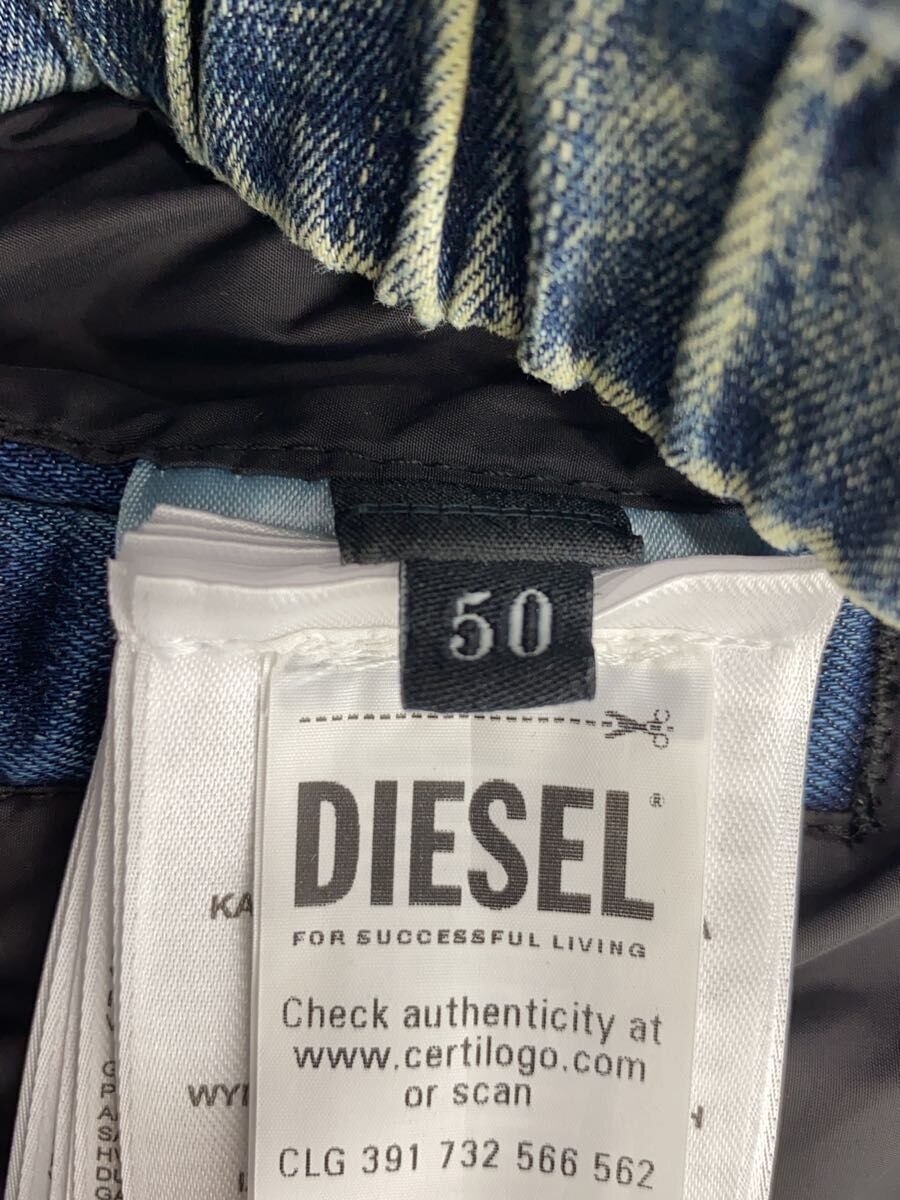 50
DIESEL®
FOR SUCCESSFUL LIVING
Check authenticity at
www.certilogo.com
or scan
CLG 391 732 566 562